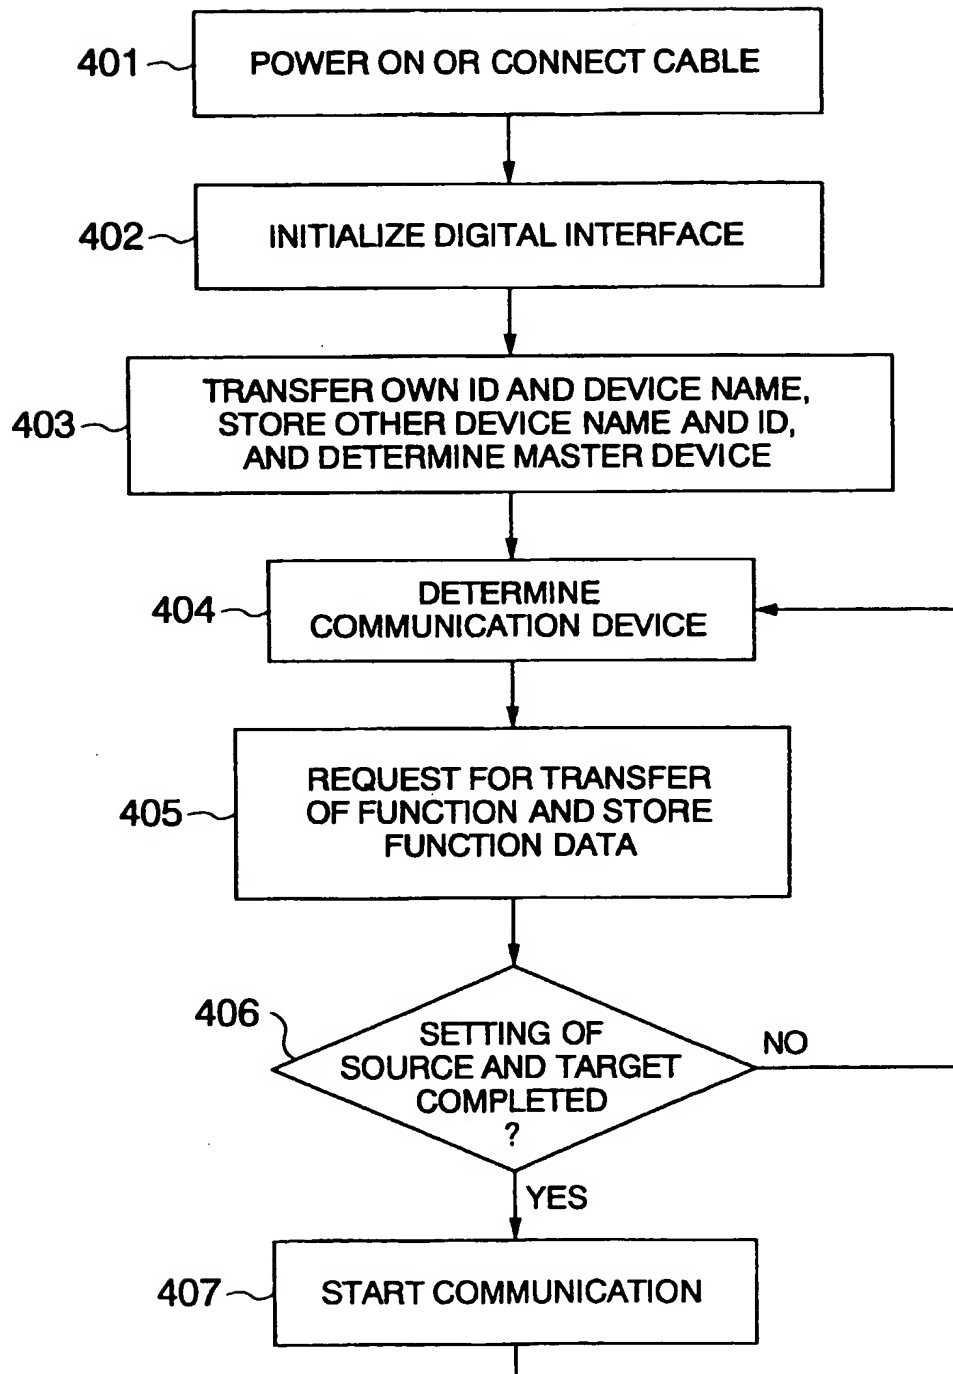 401
POWER ON OR CONNECT CABLE
402
INITIALIZE DIGITAL INTERFACE
403
TRANSFER OWN ID AND DEVICE NAME,
STORE OTHER DEVICE NAME AND ID,
AND DETERMINE MASTER DEVICE
404
DETERMINE
COMMUNICATION DEVICE
405
REQUEST FOR TRANSFER
OF FUNCTION AND STORE
FUNCTION DATA
406
SETTING OF
SOURCE AND TARGET
COMPLETED
?
NO
YES
407
START COMMUNICATION